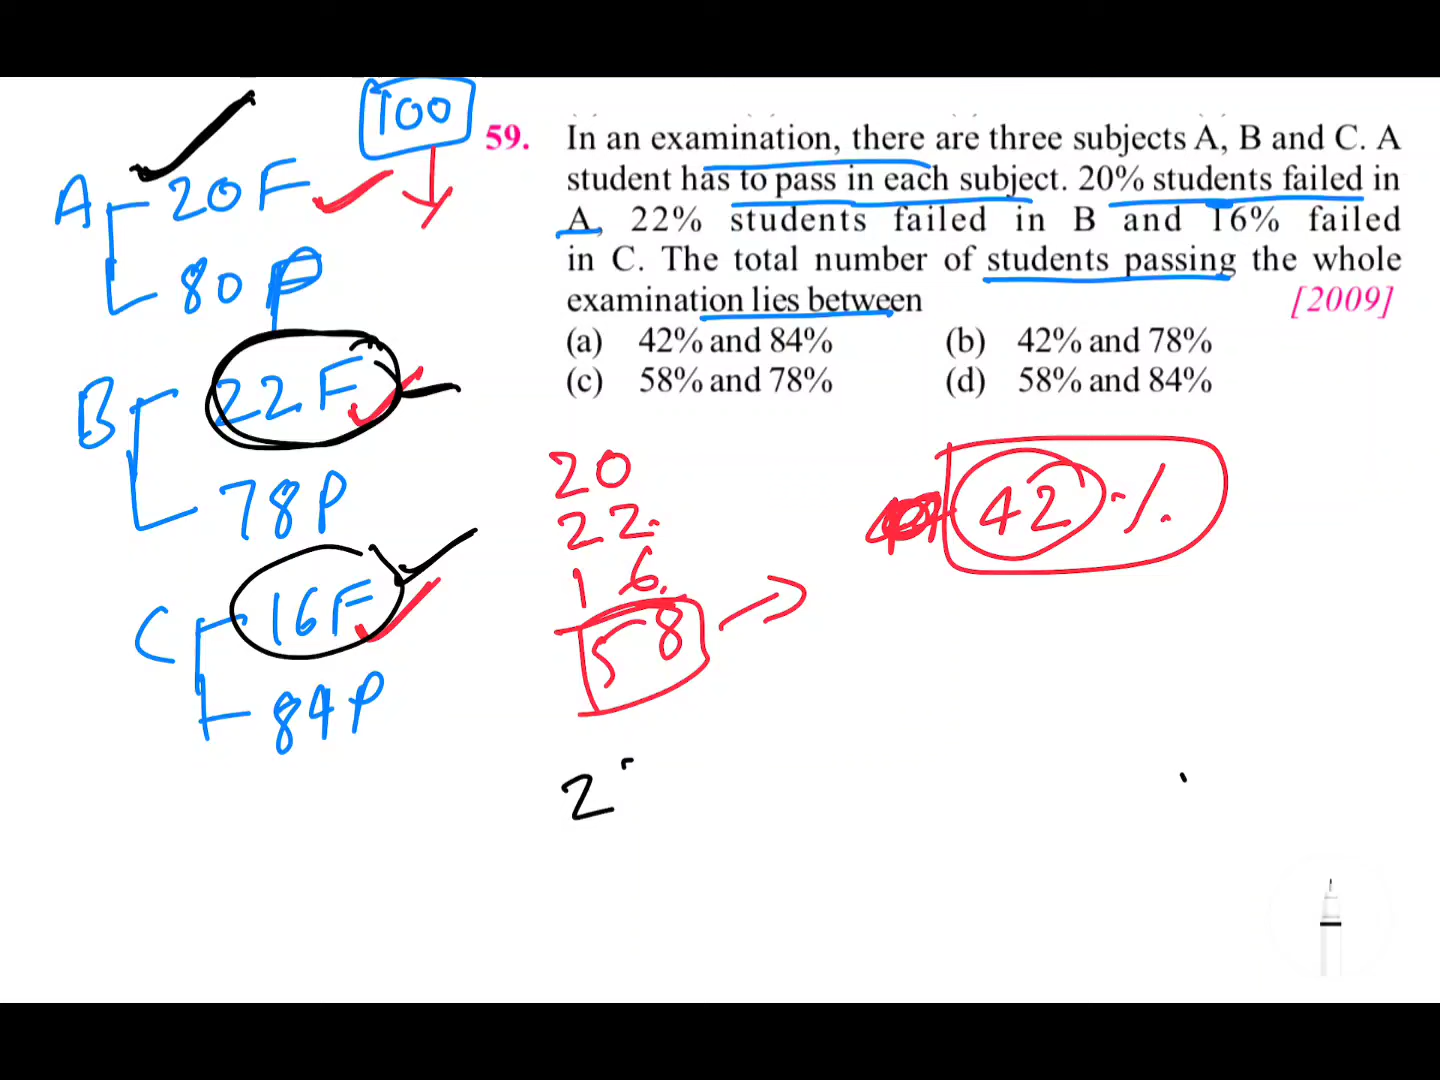 100
59. In an examination, there are three subjects A, B and C. A
student has to pass in each subject. 20% students failed in
A, 22% students failed in B and 16% failed
in C. The total number of students passing the whole
examination lies between [2009]
(a) 42% and 84% (b) 42% and 78%
(c) 58% and 78% (d) 58% and 84%
A 20F
80 P
B 22F
78P
C 16F
84P
20
22
16
58
42%
2